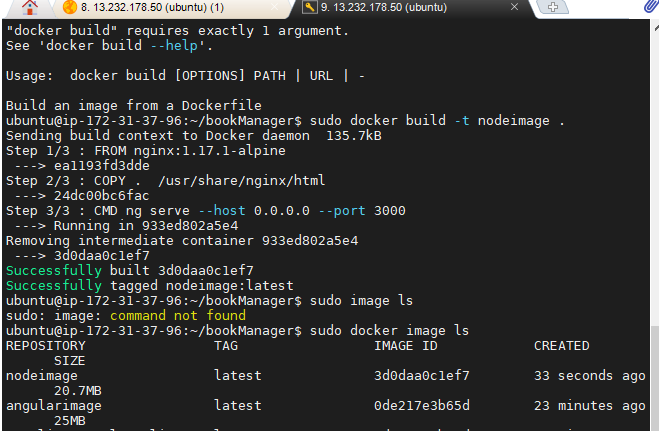 8. 13.232.178.50 (ubuntu) (1)
9. 13.232.178.50 (ubuntu)
"docker build" requires exactly 1 argument.
See 'docker build --help'.
Usage:  docker build [OPTIONS] PATH | URL | -
Build an image from a Dockerfile
ubuntu@ip-172-31-37-96:~/bookManager$ sudo docker build -t nodeimage .
Sending build context to Docker daemon  135.7kB
Step 1/3 : FROM nginx:1.17.1-alpine
 ---> ea1193fd3dde
Step 2/3 : COPY .  /usr/share/nginx/html
 ---> 24dc00bc6fac
Step 3/3 : CMD ng serve --host 0.0.0.0 --port 3000
 ---> Running in 933ed802a5e4
Removing intermediate container 933ed802a5e4
 ---> 3d0daa0c1ef7
Successfully built 3d0daa0c1ef7
Successfully tagged nodeimage:latest
ubuntu@ip-172-31-37-96:~/bookManager$ sudo image ls
sudo: image: command not found
ubuntu@ip-172-31-37-96:~/bookManager$ sudo docker image ls
REPOSITORY                TAG                 IMAGE ID            CREATED
      SIZE
nodeimage                 latest              3d0daa0c1ef7        33 seconds ago
      20.7MB
angularimage              latest              0de217e3b65d        23 minutes ago
      25MB